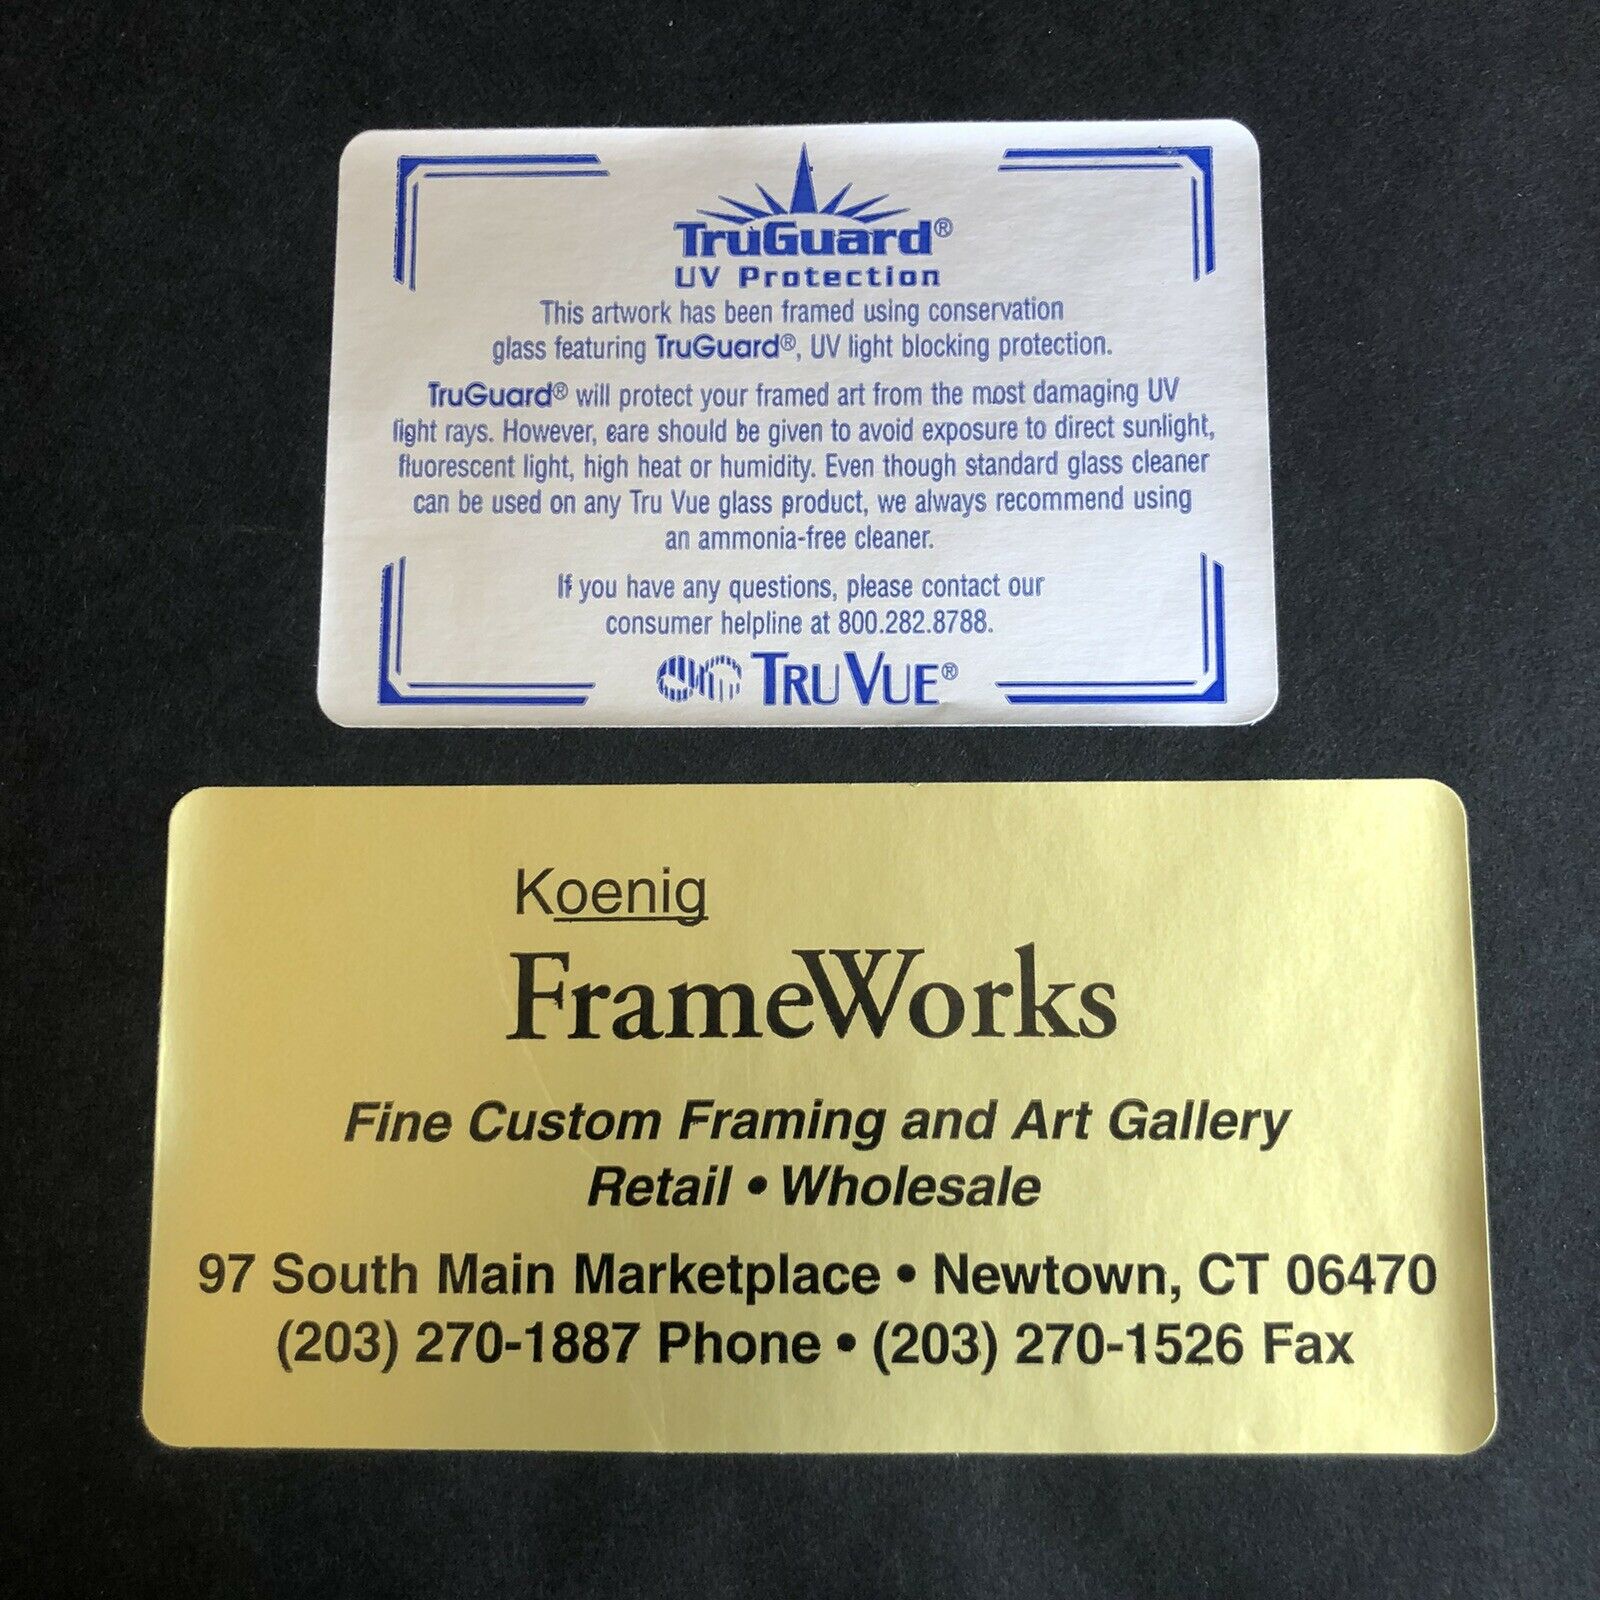 TruGuard®
UV Protection
This artwork has been framed using conservation
glass featuring TruGuard®, UV light blocking protection.
TruGuard® will protect your framed art from the most damaging UV
light rays. However, care should be given to avoid exposure to direct sunlight,
fluorescent light, high heat or humidity. Even though standard glass cleaner
can be used on any Tru Vue glass product, we always recommend using
an ammonia-free cleaner.
If you have any questions, please contact our
consumer helpline at 800.282.8788.
TRU VUE®
Koenig
FrameWorks
Fine Custom Framing and Art Gallery
Retail • Wholesale
97 South Main Marketplace • Newtown, CT 06470
(203) 270-1887 Phone • (203) 270-1526 Fax